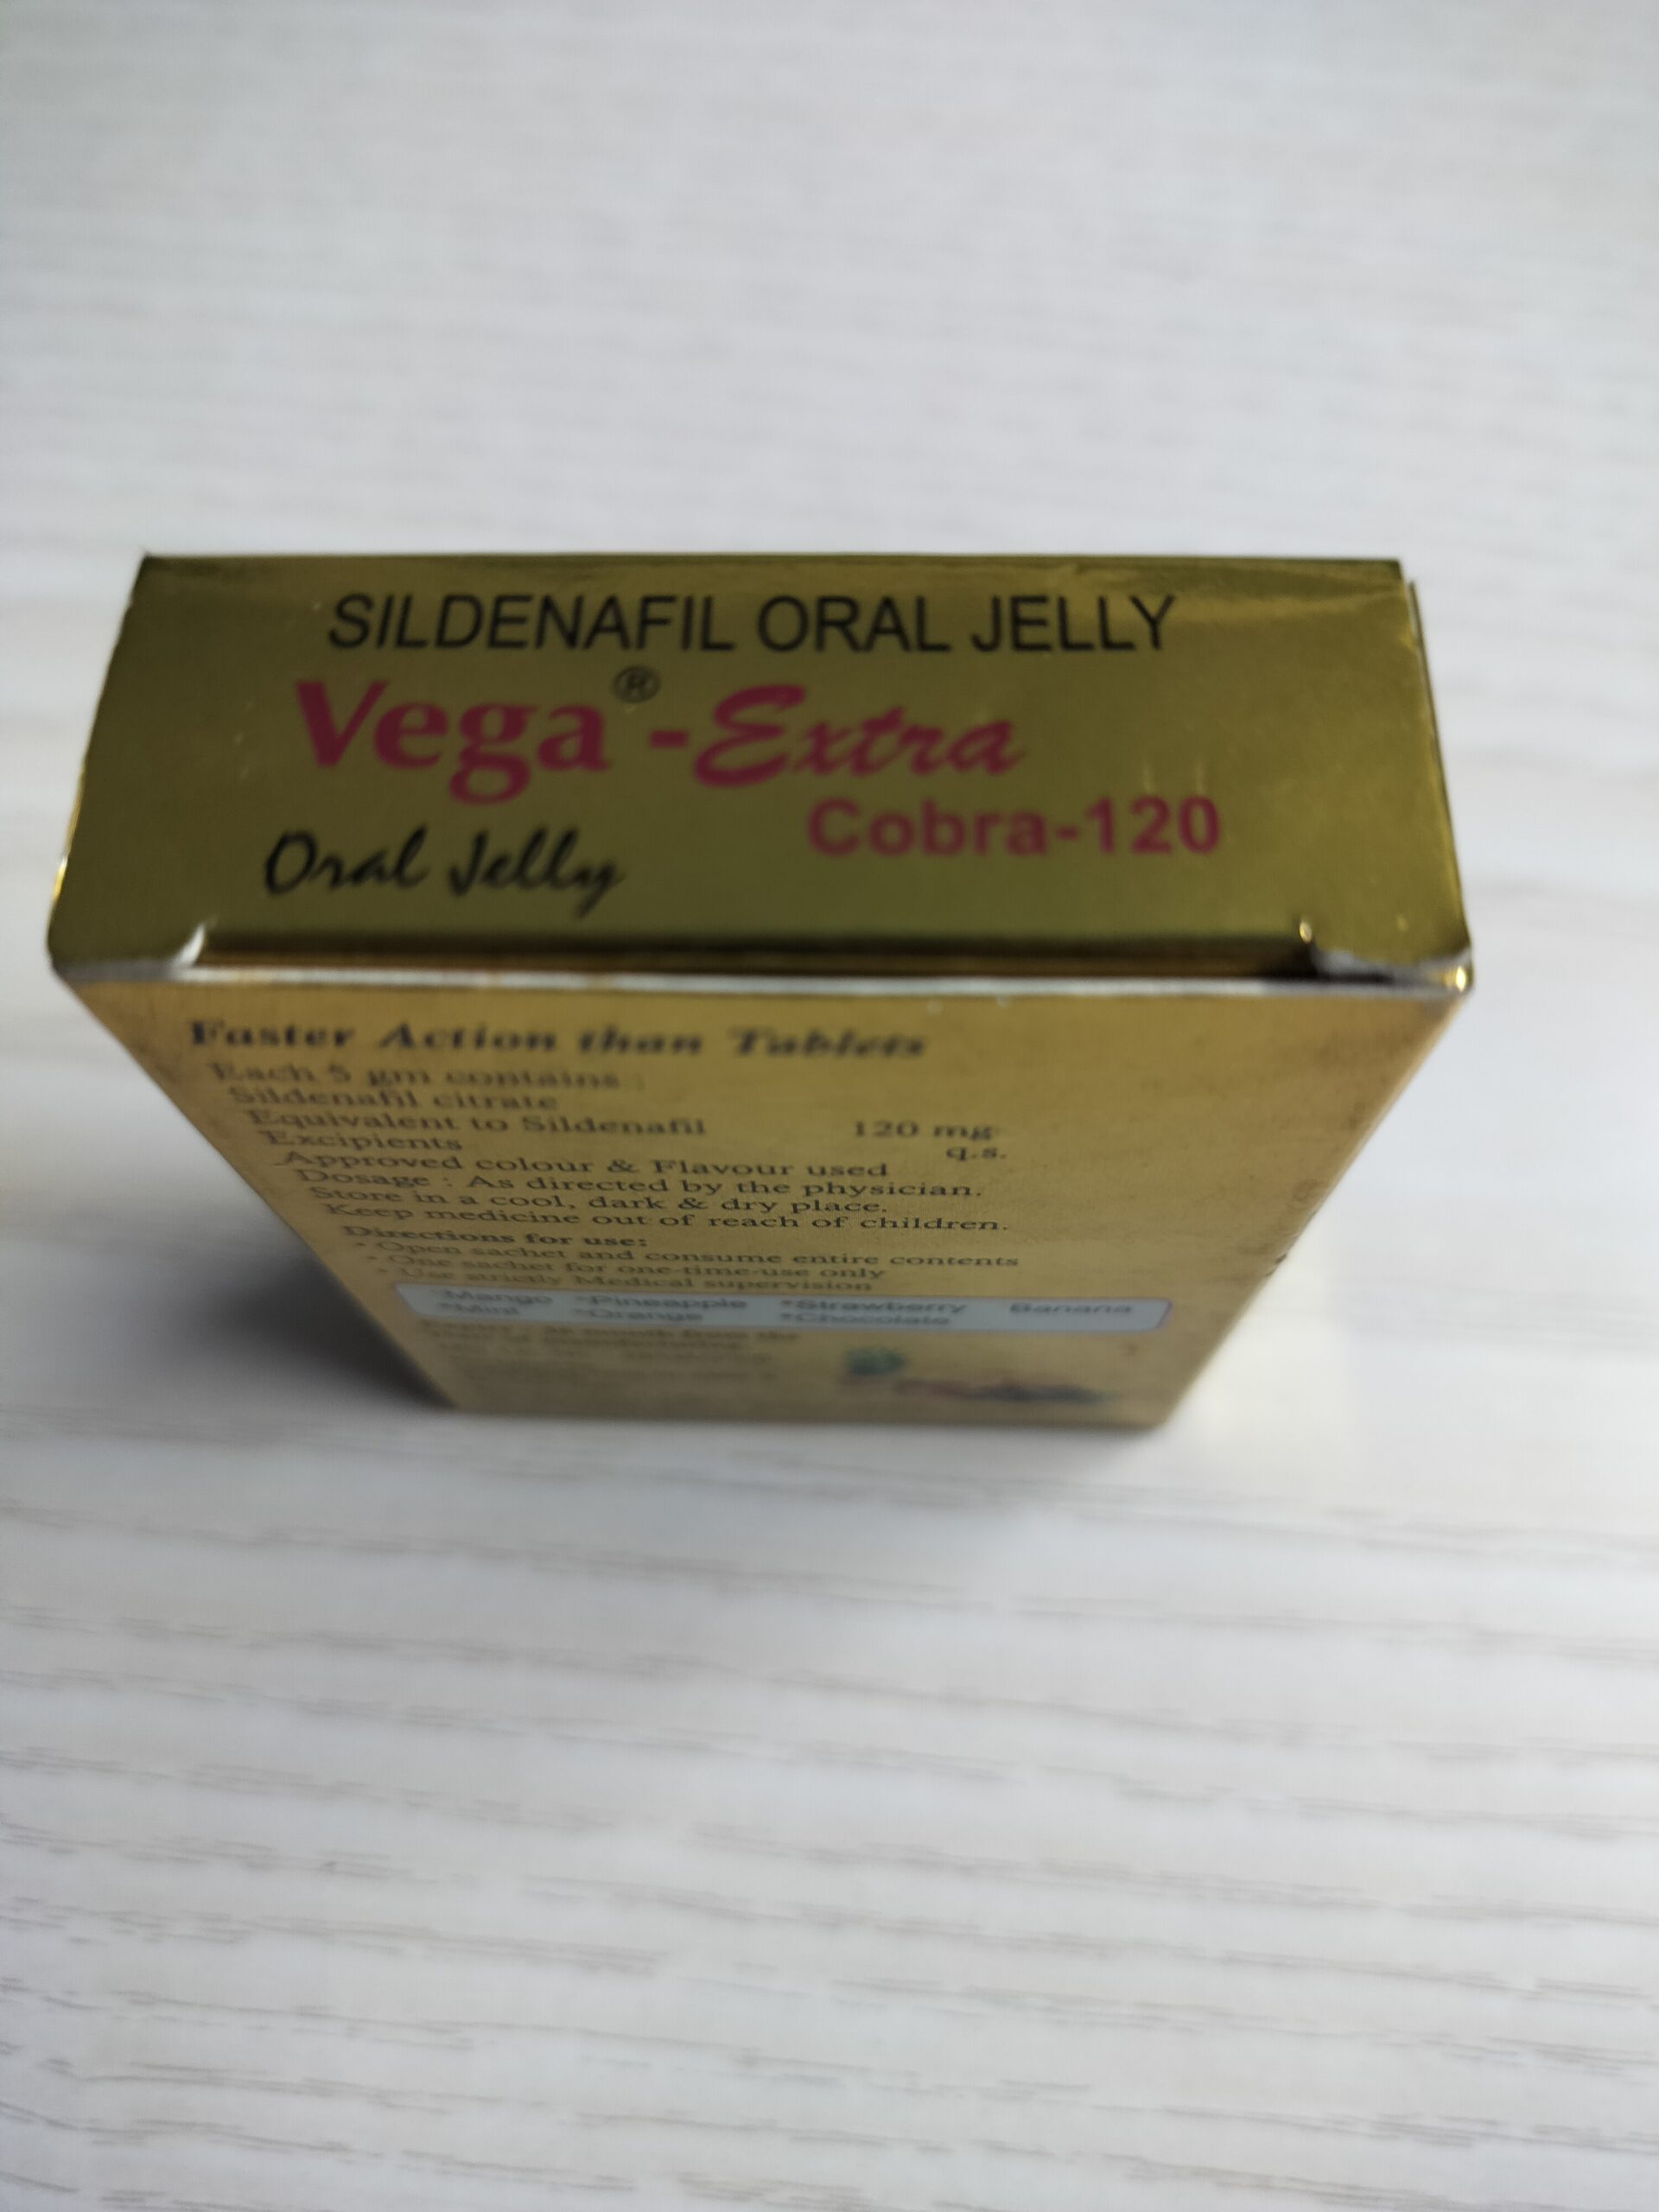 SILDENAFIL ORAL JELLY
Vega®-Extra
Cobra-120
Oral Jelly
Faster Action than Tablets
Each 5 gm contains :
Sildenafil citrate
Equivalent to Sildenafil 120 mg
Excipients q.s.
Approved colour & Flavour used
Dosage : As directed by the physician.
Store in a cool, dark & dry place.
Keep medicine out of reach of children.
Directions for use:
* Open sachet and consume entire contents
* One sachet for one-time-use only
* Use strictly Medical supervision
*Mango *Pineapple *Strawberry Banana
*Mint *Orange *Chocolate